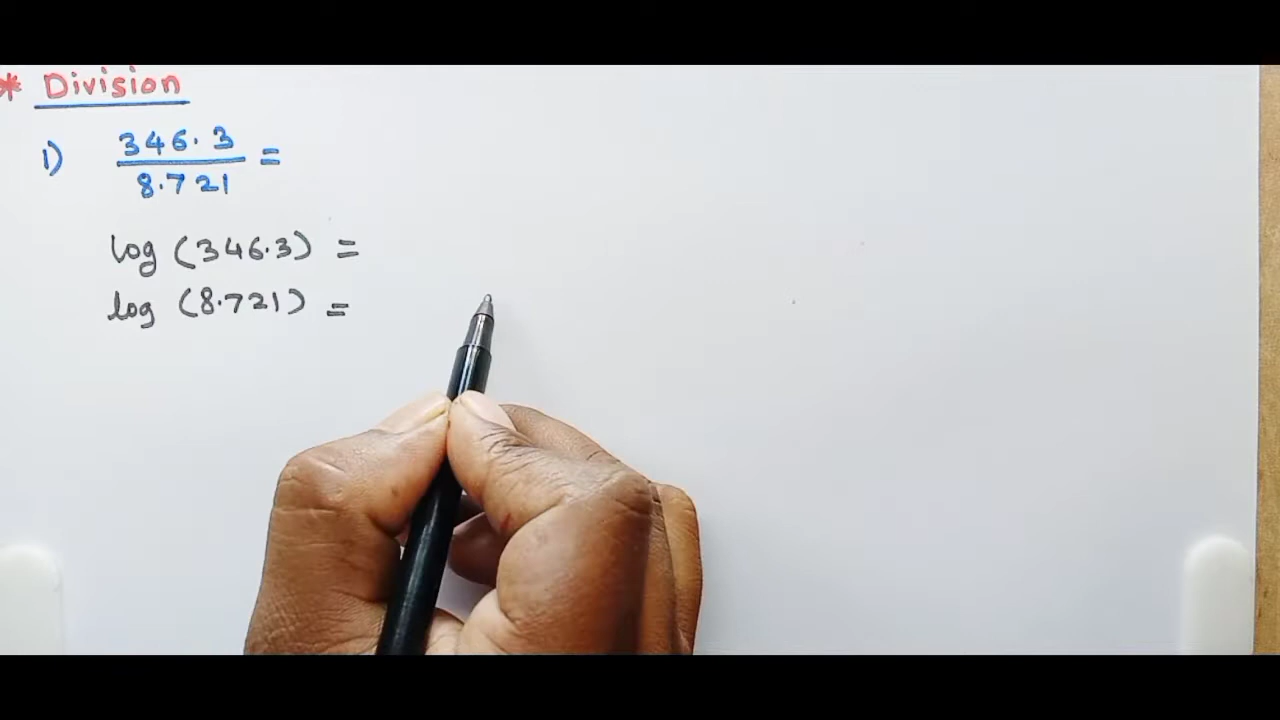 * Division
1) 346.3
8.721 =
log (346.3) =
log (8.721) =